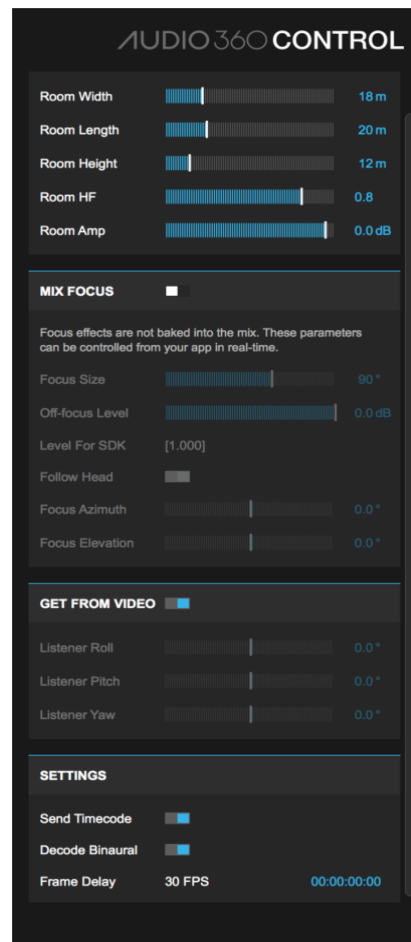 AUDIO 360 CONTROL
Room Width 18 m
Room Length 20 m
Room Height 12 m
Room HF 0.8
Room Amp 0.0 dB
MIX FOCUS
Focus effects are not baked into the mix. These parameters
can be controlled from your app in real-time.
Focus Size 90°
Off-focus Level 0.0 dB
Level For SDK [1.000]
Follow Head
Focus Azimuth 0.0°
Focus Elevation 0.0°
GET FROM VIDEO
Listener Roll 0.0°
Listener Pitch 0.0°
Listener Yaw 0.0°
SETTINGS
Send Timecode
Decode Binaural
Frame Delay 30 FPS 00:00:00:00